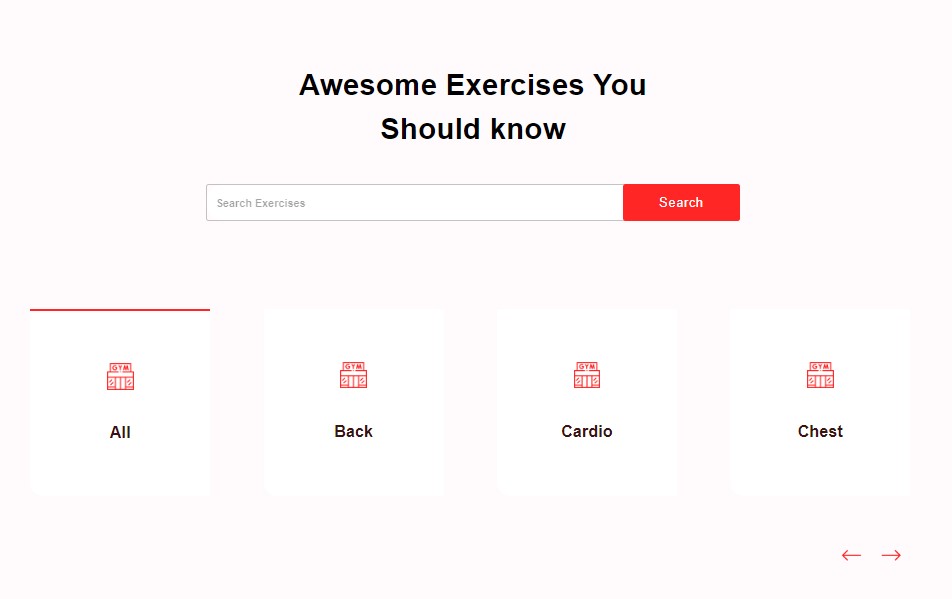 Awesome Exercises You
Should know
Search Exercises
Search
GYM
GYM
GYM
GYM
All
Back
Cardio
Chest